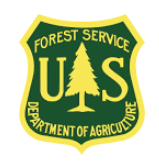 FOREST SERVICE
U S
DEPARTMENT OF AGRICULTURE